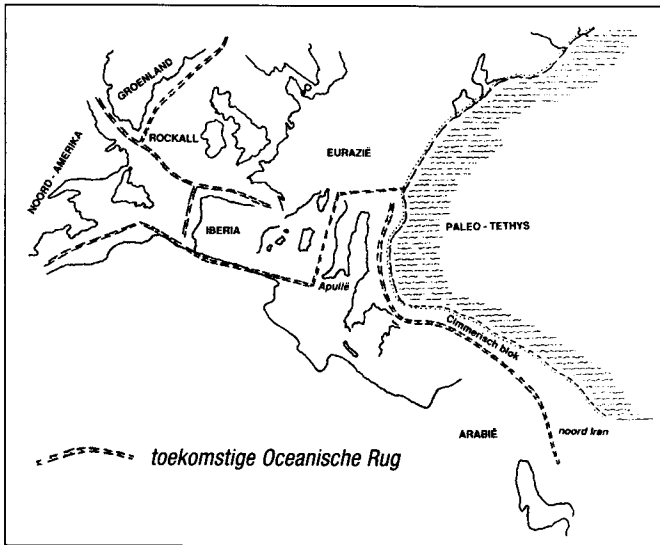 GROENLAND
ROCKALL
NOORD - AMERIKA
EURAZIË
IBERIA
PALEO - TETHYS
Apulië
Cimmerisch blok
ARABIË
noord Iran
toekomstige Oceanische Rug